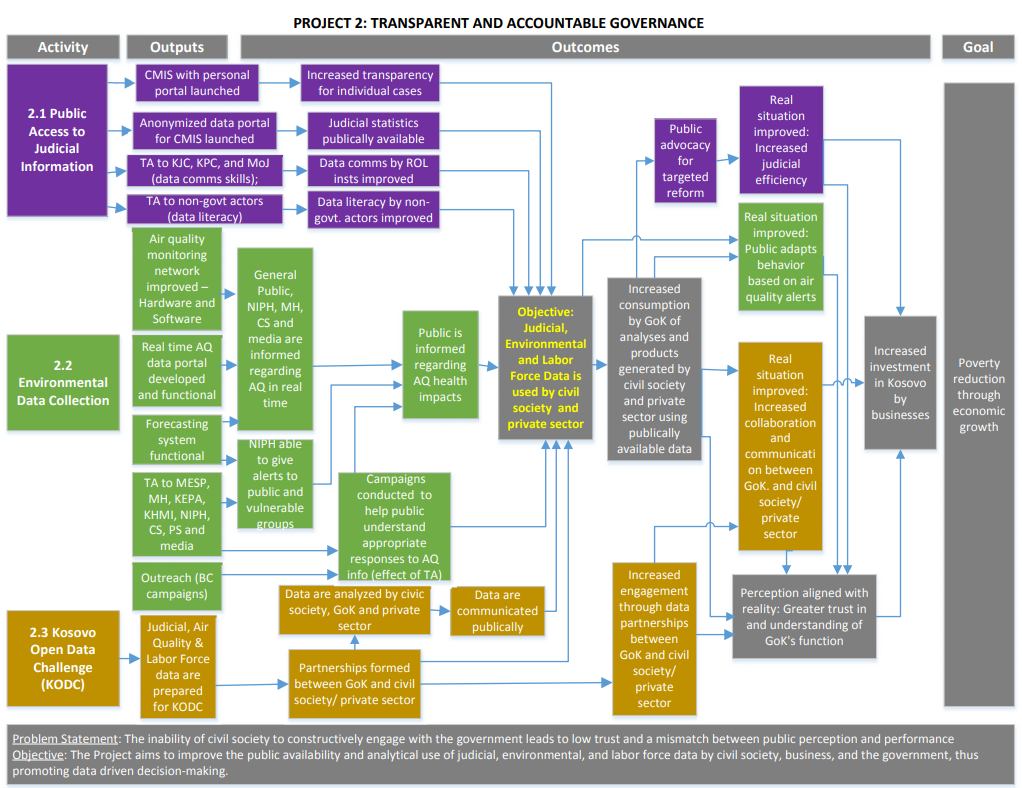 PROJECT 2: TRANSPARENT AND ACCOUNTABLE GOVERNANCE
Activity
Outputs
Outcomes
Goal
2.1 Public
Access to
Judicial
Information
CMIS with personal
portal launched
Increased transparency
for individual cases
Anonymized data portal
for CMIS launched
Judicial statistics
publically available
TA to KJC, KPC, and MoJ
(data comms skills);
Data comms by ROL
insts improved
TA to non-govt actors
(data literacy)
Data literacy by non-
govt. actors improved
2.2
Environmental
Data Collection
Air quality
monitoring
network
improved –
Hardware and
Software
Real time AQ
data portal
developed
and functional
Forecasting
system
functional
TA to MESP,
MH, KEPA,
KHMI, NIPH,
CS, PS and
media
Outreach (BC
campaigns)
General
Public,
NIPH, MH,
CS and
media are
informed
regarding
AQ in real
time
NIPH able
to give
alerts to
public and
vulnerable
groups
Campaigns
conducted to
help public
understand
appropriate
responses to AQ
info (effect of TA)
Public is
informed
regarding
AQ health
impacts
2.3 Kosovo
Open Data
Challenge
(KODC)
Judicial, Air
Quality &
Labor Force
data are
prepared
for KODC
Data are analyzed by civic
society, GoK and private
sector
Data are
communicated
publically
Partnerships formed
between GoK and civil
society/ private sector
Objective:
Judicial,
Environmental
and Labor
Force Data is
used by civil
society and
private sector
Increased
consumption
by GoK of
analyses and
products
generated by
civil society
and private
sector using
publically
available data
Increased
engagement
through data
partnerships
between
GoK and civil
society/
private
sector
Public
advocacy
for
targeted
reform
Real
situation
improved:
Increased
judicial
efficiency
Real situation
improved:
Public adapts
behavior
based on air
quality alerts
Real
situation
improved:
Increased
collaboration
and
communicati
on between
GoK. and civil
society/
private
sector
Perception aligned with
reality: Greater trust in
and understanding of
GoK's function
Increased
investment
in Kosovo
by
businesses
Poverty
reduction
through
economic
growth
Problem Statement: The inability of civil society to constructively engage with the government leads to low trust and a mismatch between public perception and performance
Objective: The Project aims to improve the public availability and analytical use of judicial, environmental, and labor force data by civil society, business, and the government, thus
promoting data driven decision-making.